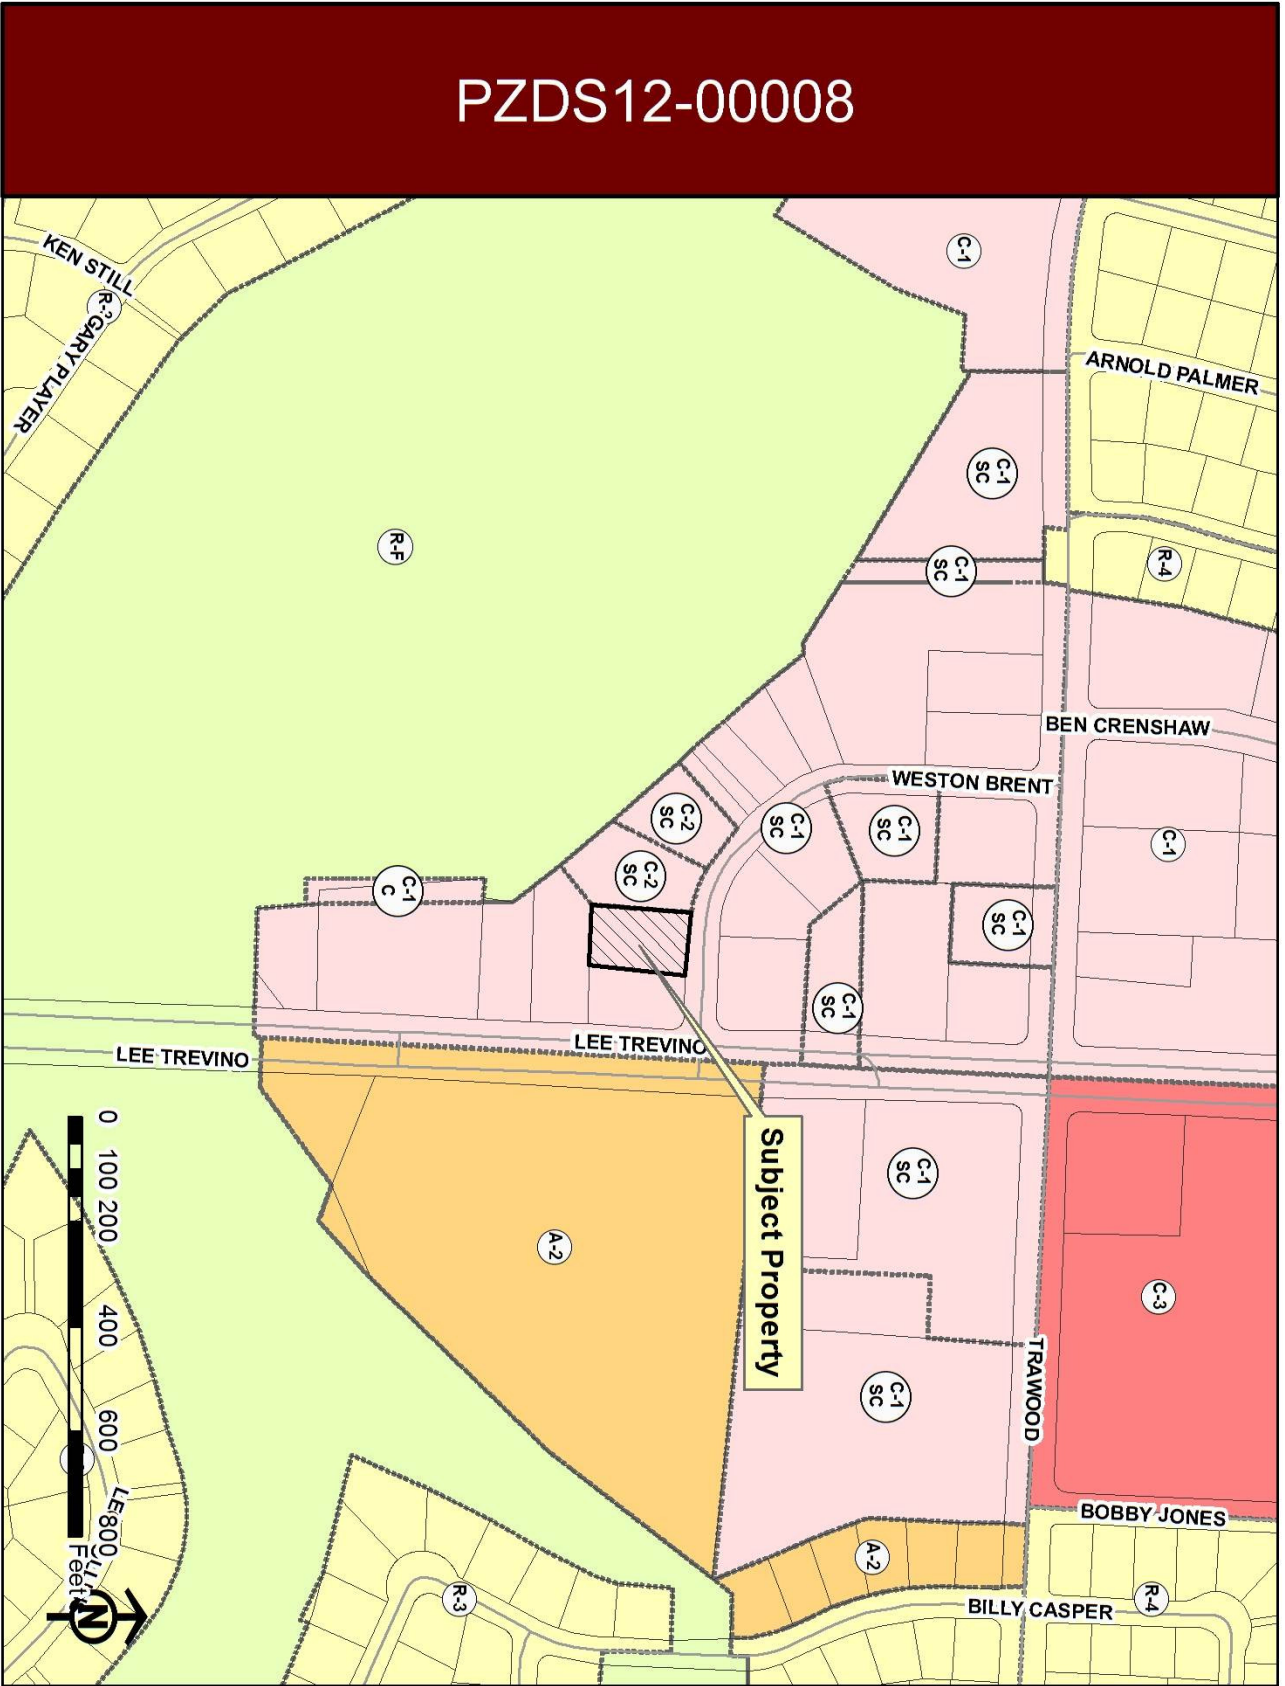 PZDS12-00008
KEN STILL
GARY PLAYER
C-1
ARNOLD PALMER
C-1
SC
R-F
C-1
SC
R-4
BEN CRENSHAW
WESTON BRENT
C-2
SC
C-1
SC
C-1
SC
C-1
C-2
SC
C-1
C
C-1
SC
C-1
SC
LEE TREVINO
LEE TREVINO
Subject Property
C-1
SC
A-2
C-3
C-1
SC
TRAWOOD
BOBBY JONES
A-2
BILLY CASPER
R-4
R-3
0 100 200 400 600 800
Feet
N